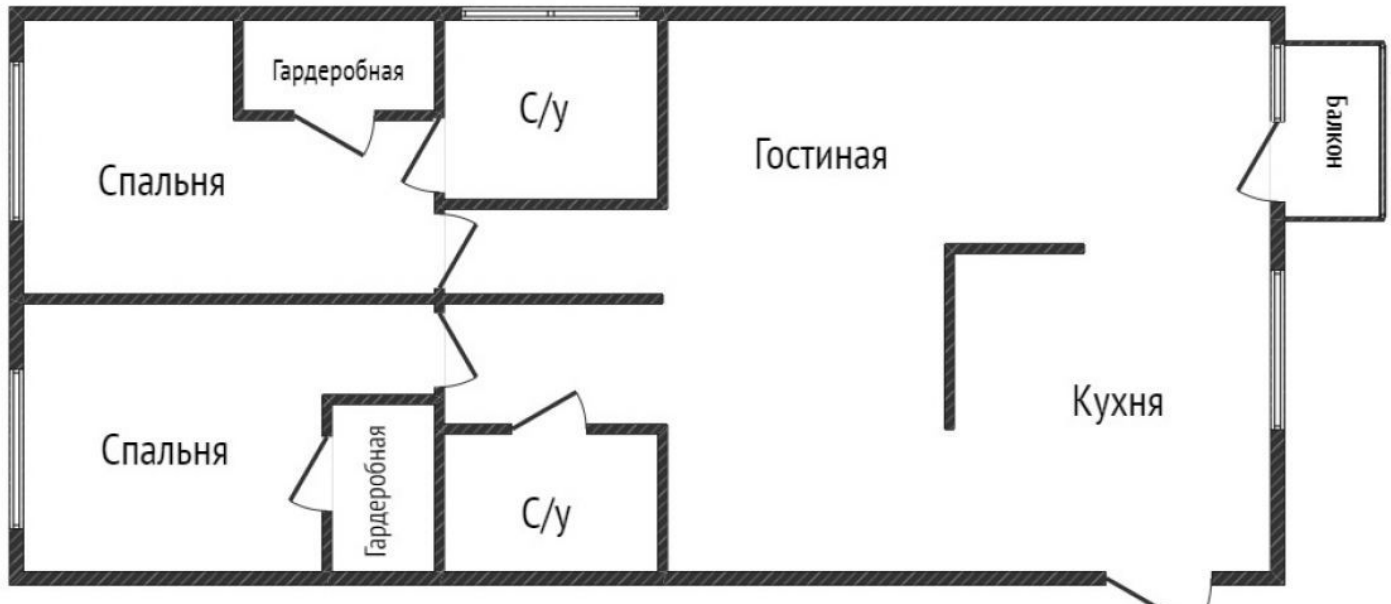 Гардеробная
С/у
Гостиная
Балкон
Спальня
Кухня
Спальня
Гардеробная
С/у